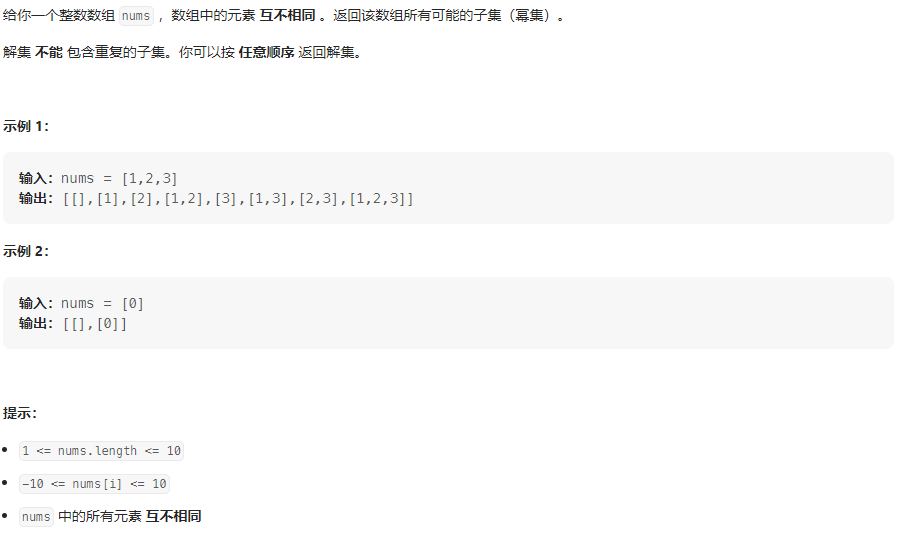 给你一个整数数组 nums ，数组中的元素 互不相同 。返回该数组所有可能的子集（幂集）。
解集 不能 包含重复的子集。你可以按 任意顺序 返回解集。
示例 1：
输入：nums = [1,2,3]
输出：[[],[1],[2],[1,2],[3],[1,3],[2,3],[1,2,3]]
示例 2：
输入：nums = [0]
输出：[[],[0]]
提示：
1 <= nums.length <= 10
-10 <= nums[i] <= 10
nums 中的所有元素 互不相同